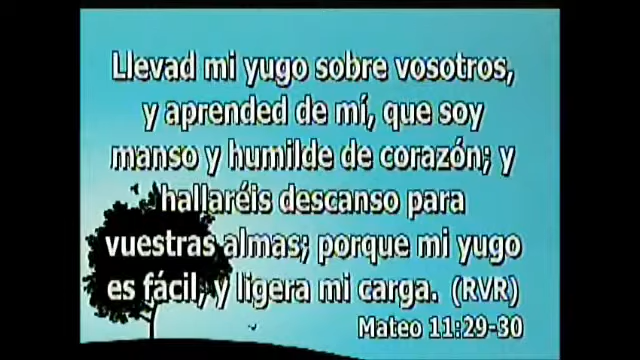 Llevad mi yugo sobre vosotros,
y aprended de mí, que soy
manso y humilde de corazón; y
hallaréis descanso para
vuestras almas; porque mi yugo
es fácil, y ligera mi carga. (RVR)
Mateo 11:29-30